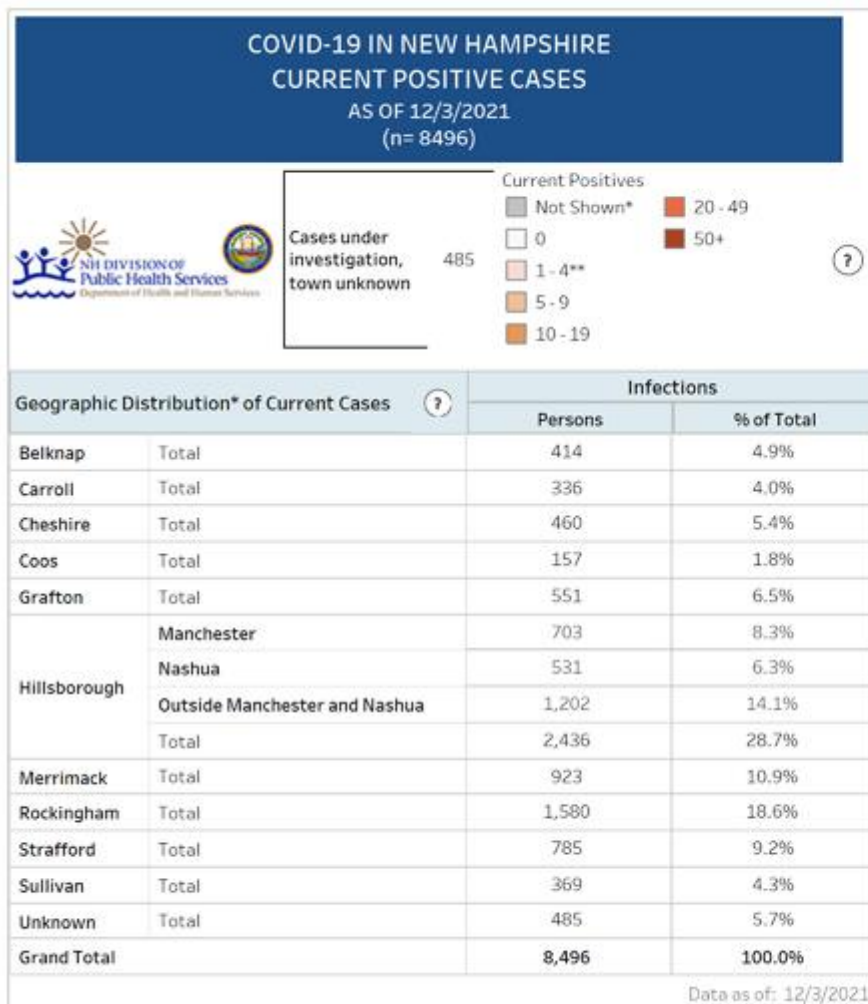 COVID-19 IN NEW HAMPSHIRE
CURRENT POSITIVE CASES
AS OF 12/3/2021
(n= 8496)
NH DIVISION OF
Public Health Services
Department of Health and Human Services
Cases under
investigation,
town unknown
485
Current Positives
Not Shown*
0
1 - 4**
5 - 9
10 - 19
20 - 49
50+
?
Geographic Distribution* of Current Cases ? Infections
Persons % of Total
Belknap Total 414 4.9%
Carroll Total 336 4.0%
Cheshire Total 460 5.4%
Coos Total 157 1.8%
Grafton Total 551 6.5%
Hillsborough
Manchester 703 8.3%
Nashua 531 6.3%
Outside Manchester and Nashua 1,202 14.1%
Total 2,436 28.7%
Merrimack Total 923 10.9%
Rockingham Total 1,580 18.6%
Strafford Total 785 9.2%
Sullivan Total 369 4.3%
Unknown Total 485 5.7%
Grand Total 8,496 100.0%
Data as of: 12/3/2021